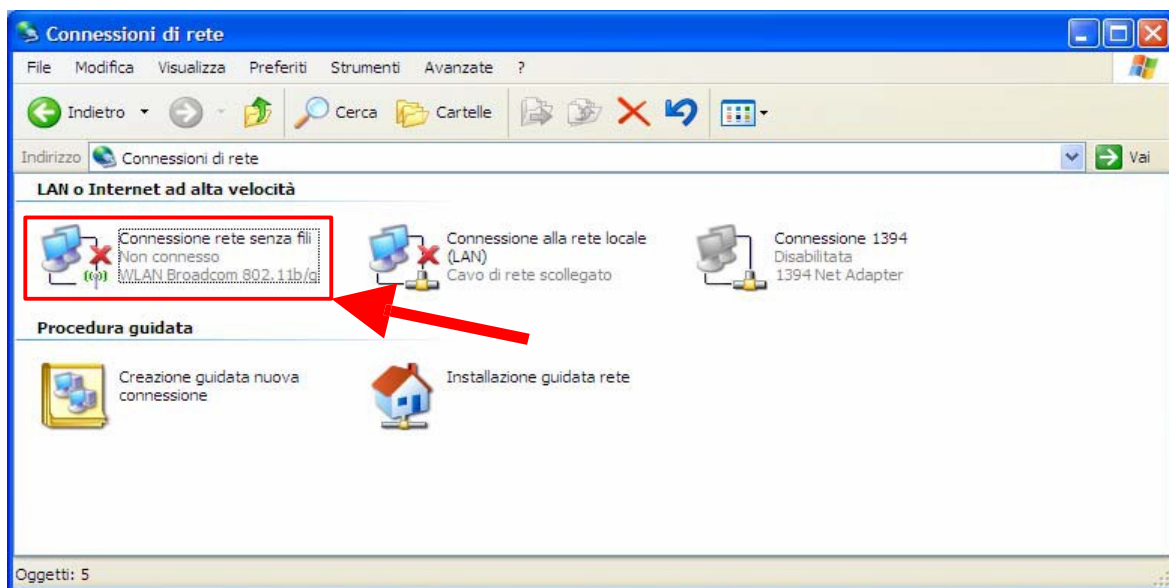 Connessioni di rete
File Modifica Visualizza Preferiti Strumenti Avanzate ?
Indietro Cerca Cartelle
Indirizzo Connessioni di rete Vai
LAN o Internet ad alta velocità
Connessione rete senza fili
Non connesso
WLAN Broadcom 802.11b/g
Connessione alla rete locale
(LAN)
Cavo di rete scollegato
Connessione 1394
Disabilitata
1394 Net Adapter
Procedura guidata
Creazione guidata nuova
connessione
Installazione guidata rete
Oggetti: 5